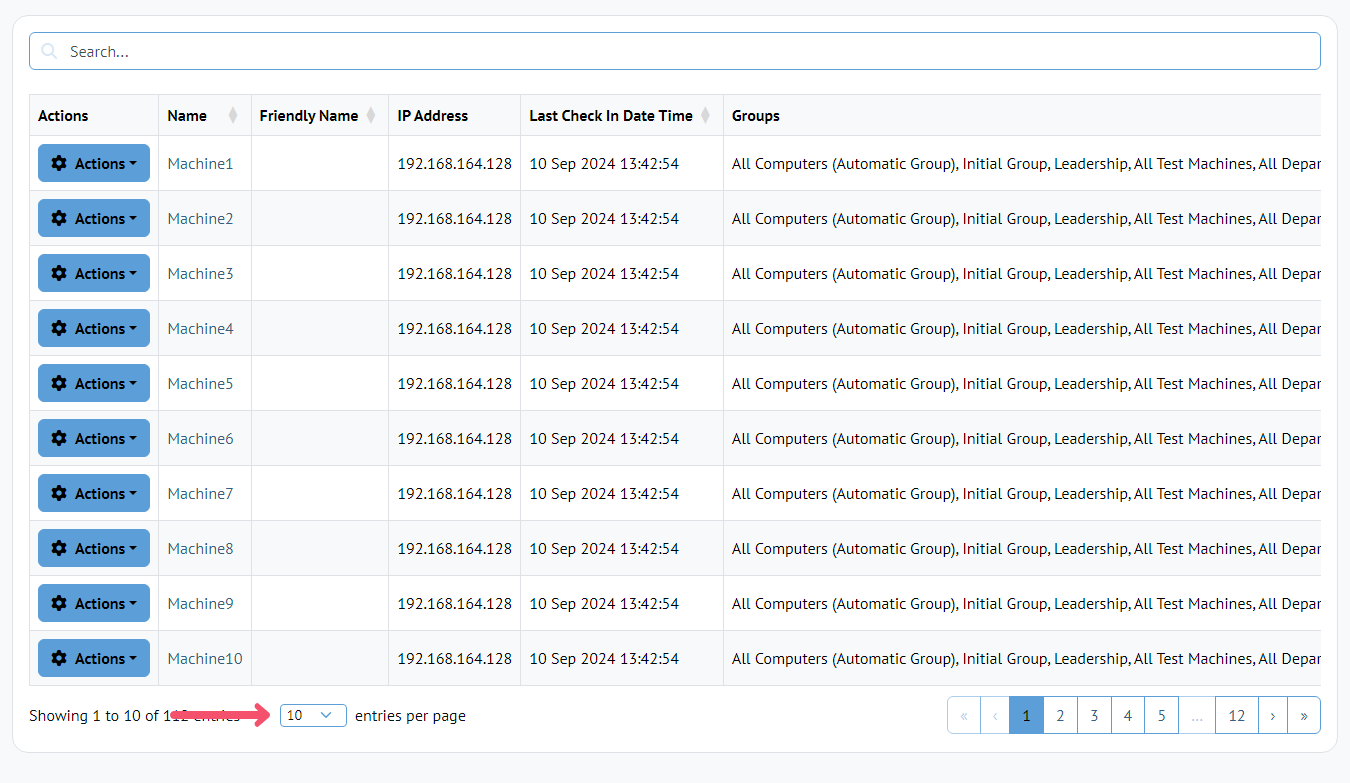 Search...
Actions Name Friendly Name IP Address Last Check In Date Time Groups
Actions Machine1 192.168.164.128 10 Sep 2024 13:42:54 All Computers (Automatic Group), Initial Group, Leadership, All Test Machines, All Depar
Actions Machine2 192.168.164.128 10 Sep 2024 13:42:54 All Computers (Automatic Group), Initial Group, Leadership, All Test Machines, All Depar
Actions Machine3 192.168.164.128 10 Sep 2024 13:42:54 All Computers (Automatic Group), Initial Group, Leadership, All Test Machines, All Depar
Actions Machine4 192.168.164.128 10 Sep 2024 13:42:54 All Computers (Automatic Group), Initial Group, Leadership, All Test Machines, All Depar
Actions Machine5 192.168.164.128 10 Sep 2024 13:42:54 All Computers (Automatic Group), Initial Group, Leadership, All Test Machines, All Depar
Actions Machine6 192.168.164.128 10 Sep 2024 13:42:54 All Computers (Automatic Group), Initial Group, Leadership, All Test Machines, All Depar
Actions Machine7 192.168.164.128 10 Sep 2024 13:42:54 All Computers (Automatic Group), Initial Group, Leadership, All Test Machines, All Depar
Actions Machine8 192.168.164.128 10 Sep 2024 13:42:54 All Computers (Automatic Group), Initial Group, Leadership, All Test Machines, All Depar
Actions Machine9 192.168.164.128 10 Sep 2024 13:42:54 All Computers (Automatic Group), Initial Group, Leadership, All Test Machines, All Depar
Actions Machine10 192.168.164.128 10 Sep 2024 13:42:54 All Computers (Automatic Group), Initial Group, Leadership, All Test Machines, All Depar
Showing 1 to 10 of entries 10 entries per page « ‹ 1 2 3 4 5 ... 12 › »